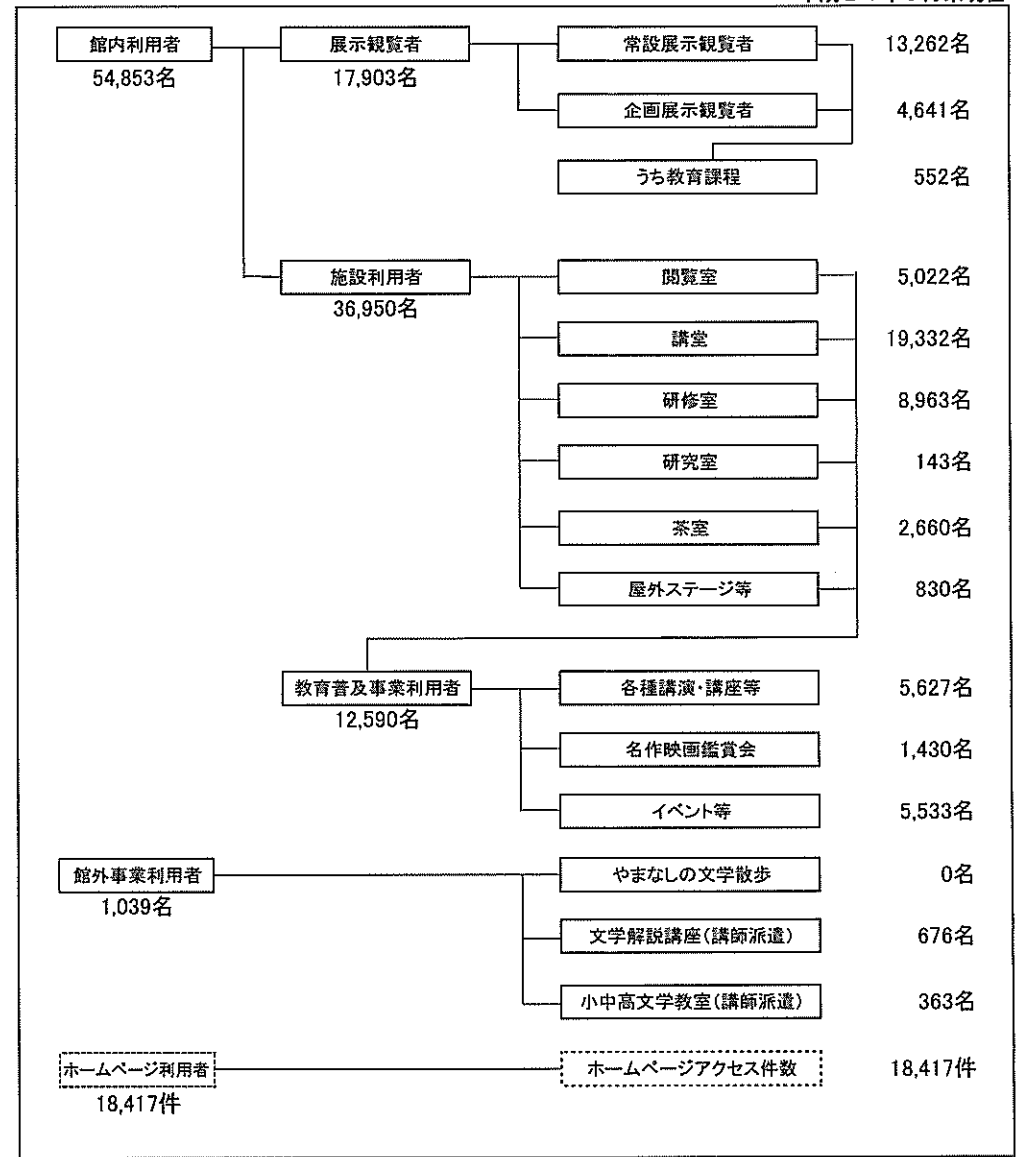 館内利用者
54,853名
展示観覧者
17,903名
常設展示観覧者 13,262名
企画展示観覧者 4,641名
うち教育課程 552名
施設利用者
36,950名
閲覧室 5,022名
講堂 19,332名
研修室 8,963名
研究室 143名
茶室 2,660名
屋外ステージ等 830名
教育普及事業利用者
12,590名
各種講演・講座等 5,627名
名作映画鑑賞会 1,430名
イベント等 5,533名
館外事業利用者
1,039名
やまなしの文学散歩 0名
文学解説講座(講師派遣) 676名
小中高文学教室(講師派遣) 363名
ホームページ利用者
18,417件
ホームページアクセス件数 18,417件